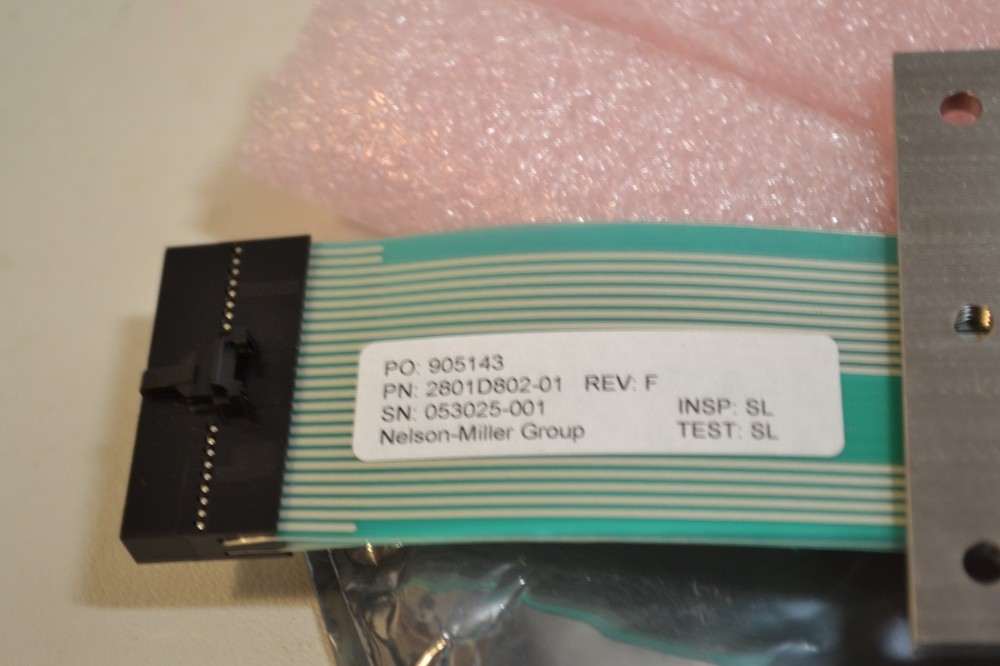 PO: 905143
PN: 2801D802-01 REV: F
SN: 053025-001 INSP: SL
Nelson-Miller Group TEST: SL